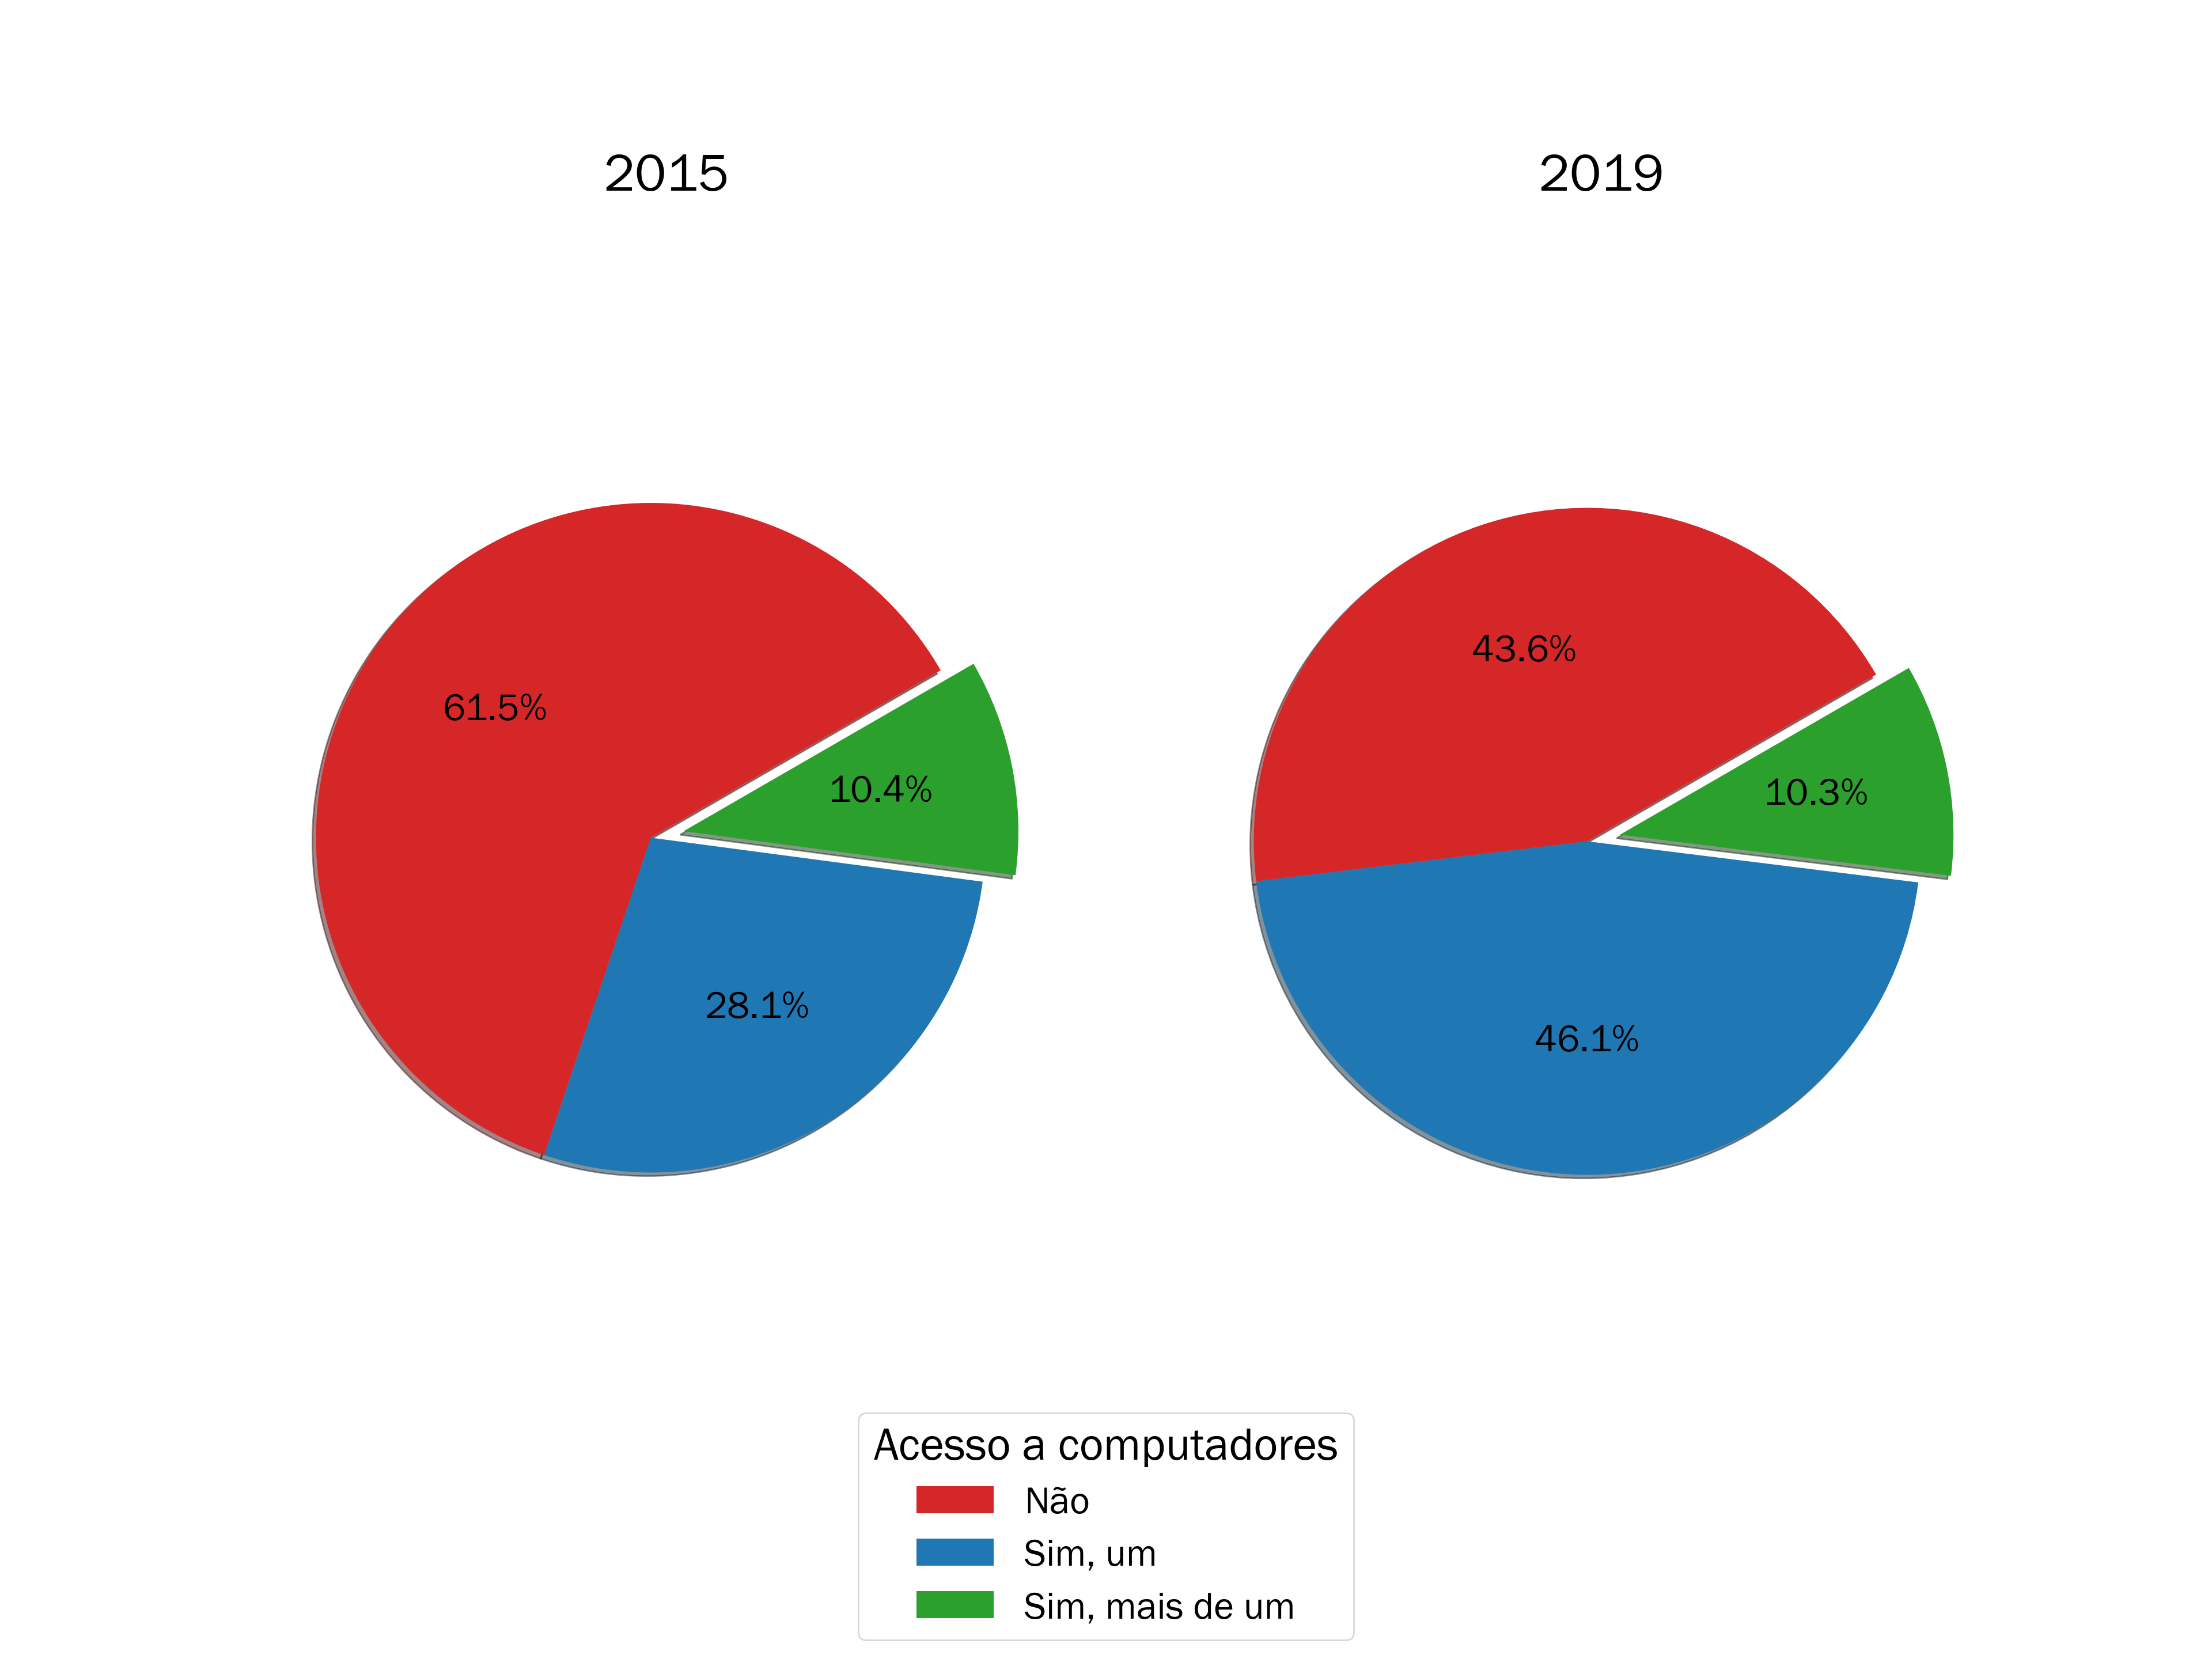 2015
2019
61.5%
10.4%
28.1%
43.6%
10.3%
46.1%
Acesso a computadores
Não
Sim, um
Sim, mais de um